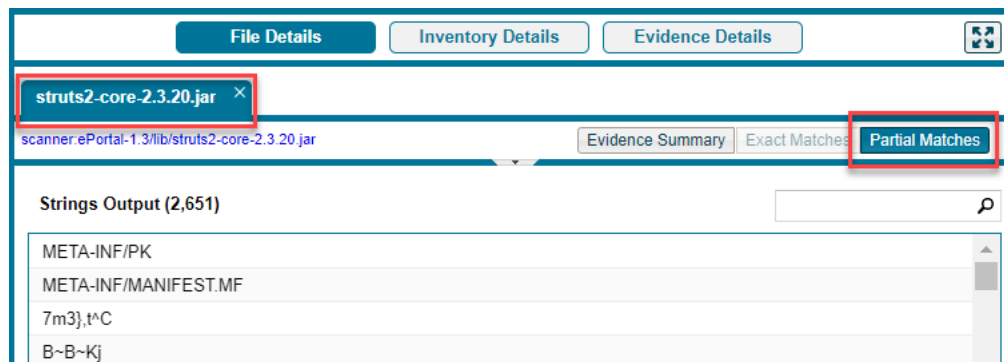 File Details Inventory Details Evidence Details
struts2-core-2.3.20.jar ×
scanner:ePortal-1.3/lib/struts2-core-2.3.20.jar Evidence Summary Exact Matches Partial Matches
Strings Output (2,651)
META-INF/PK
META-INF/MANIFEST.MF
7m3},t^C
B~B~Kj